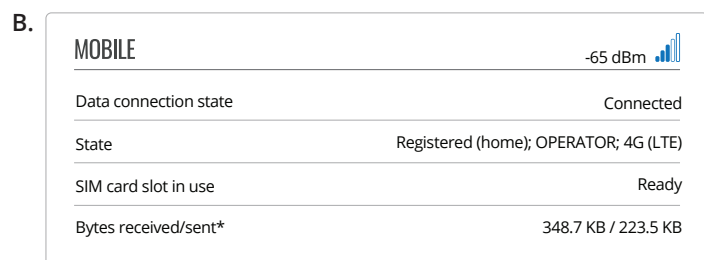 B.
MOBILE -65 dBm
Data connection state Connected
State Registered (home); OPERATOR; 4G (LTE)
SIM card slot in use Ready
Bytes received/sent* 348.7 KB / 223.5 KB